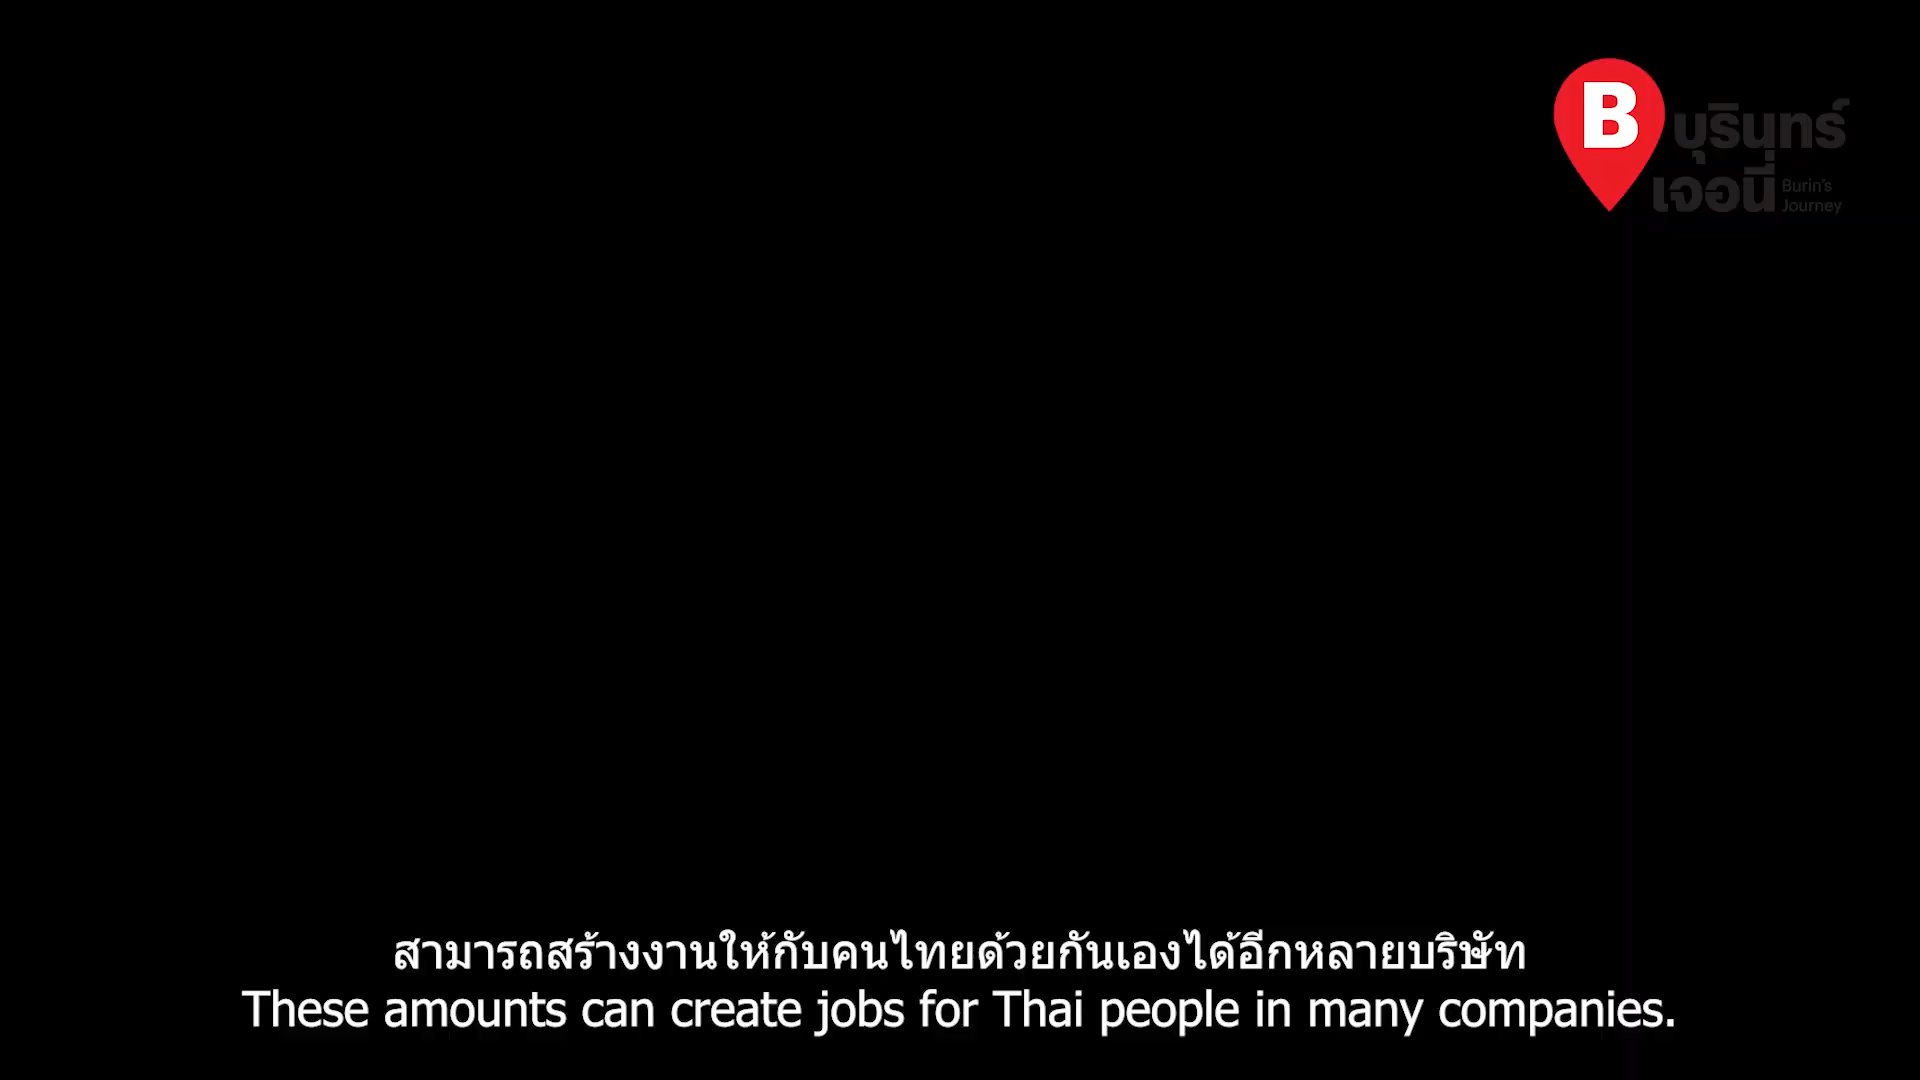 B
บุรินทร์
เจอนี่
Burin's
Journey
สามารถสร้างงานให้กับคนไทยด้วยกันเองได้อีกหลายบริษัท
These amounts can create jobs for Thai people in many companies.